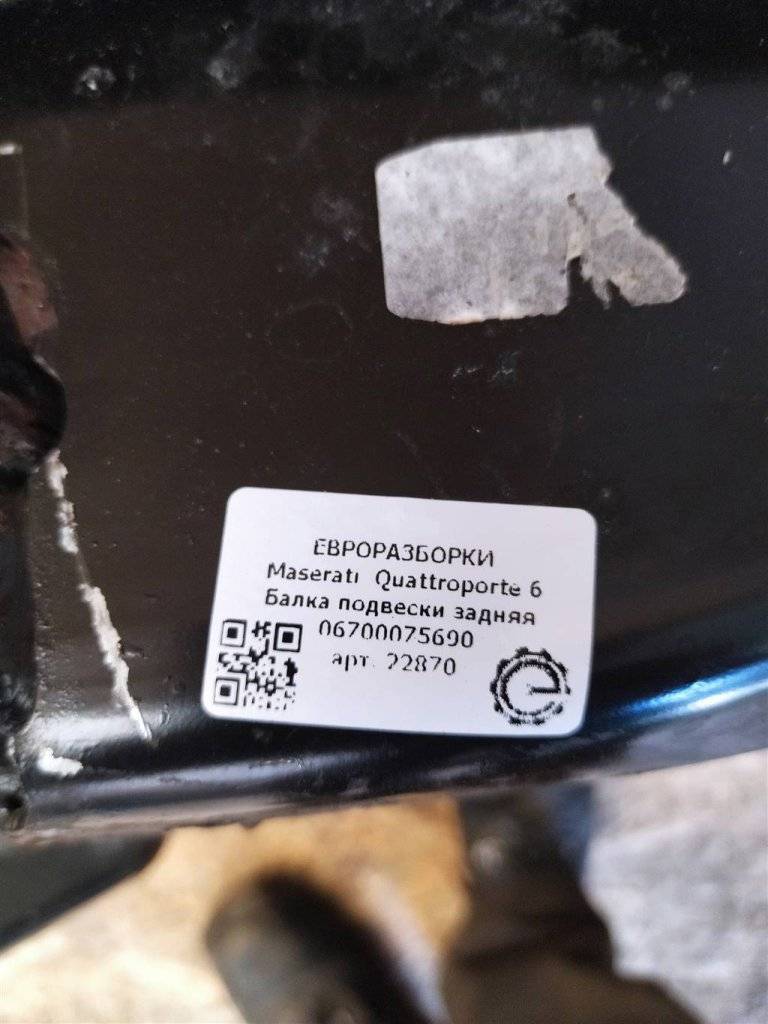 ЕВРОРАЗБОРКИ
Maserati Quattroporte 6
Балка подвески задняя
06700075690
арт. 22870